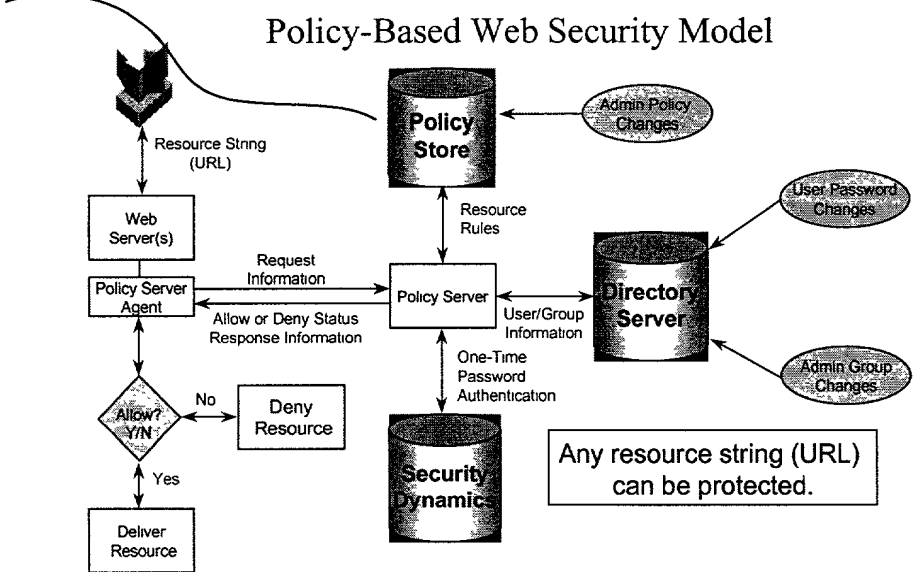 Policy-Based Web Security Model
Resource String
(URL)
Policy
Store
Admin Policy
Changes
Web
Server(s)
Resource
Rules
User Password
Changes
Request
Information
Policy Server
Agent
Policy Server
Directory
Server
Allow or Deny Status
Response Information
User/Group
Information
One-Time
Password
Authentication
Admin Group
Changes
Allow?
Y/N
No
Deny
Resource
Yes
Security
Dynamics
Any resource string (URL)
can be protected.
Deliver
Resource